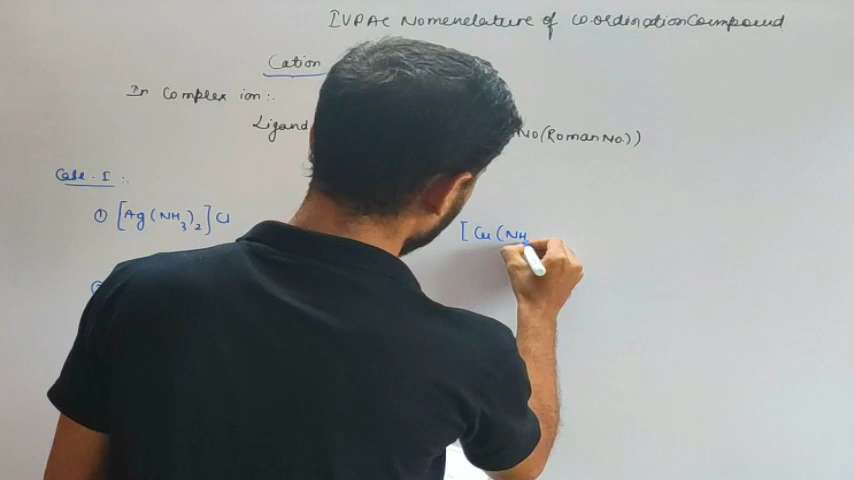 IUPAC Nomenclature of Co-ordination Compound
Cation
In Complex ion:.
Ligand No (Roman No.))
Case.I :.
① [Ag(NH3)2]Cl
[Cu(NH